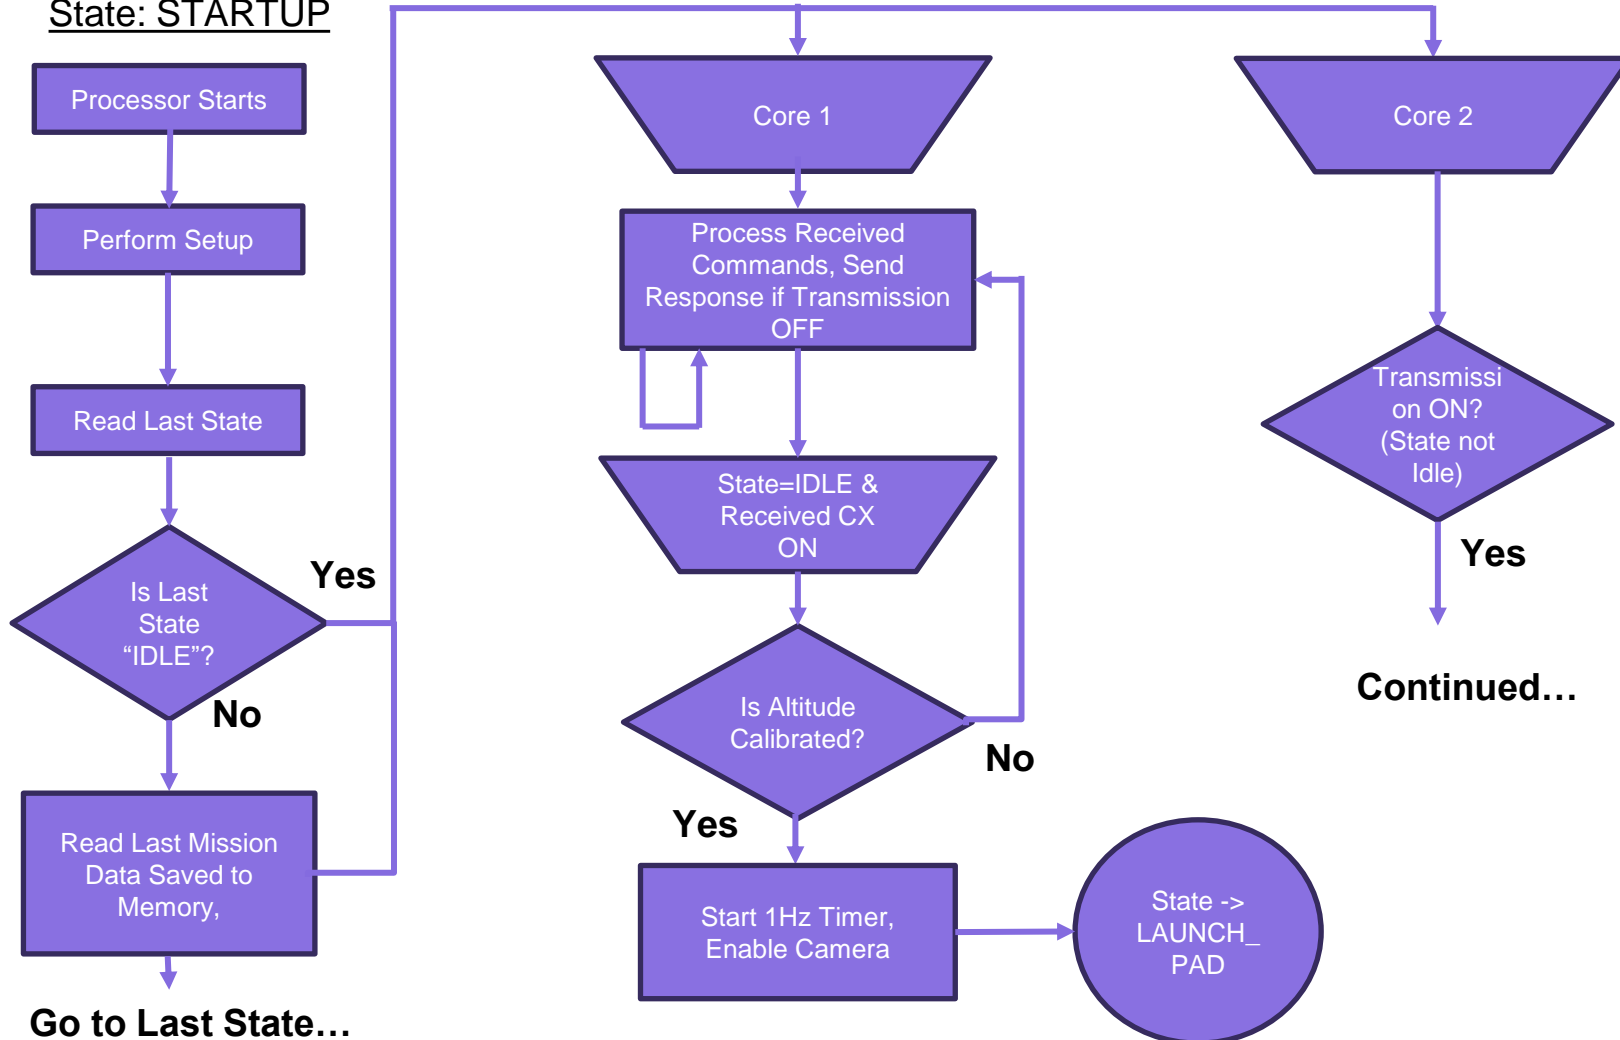 State: STARTUP
Processor Starts
Perform Setup
Read Last State
Is Last
State
“IDLE”?
Yes
No
Read Last Mission
Data Saved to
Memory,
Go to Last State…
Core 1
Process Received
Commands, Send
Response if Transmission
OFF
State=IDLE &
Received CX
ON
Is Altitude
Calibrated?
No
Yes
Start 1Hz Timer,
Enable Camera
State ->
LAUNCH_
PAD
Core 2
Transmissi
on ON?
(State not
Idle)
Yes
Continued…